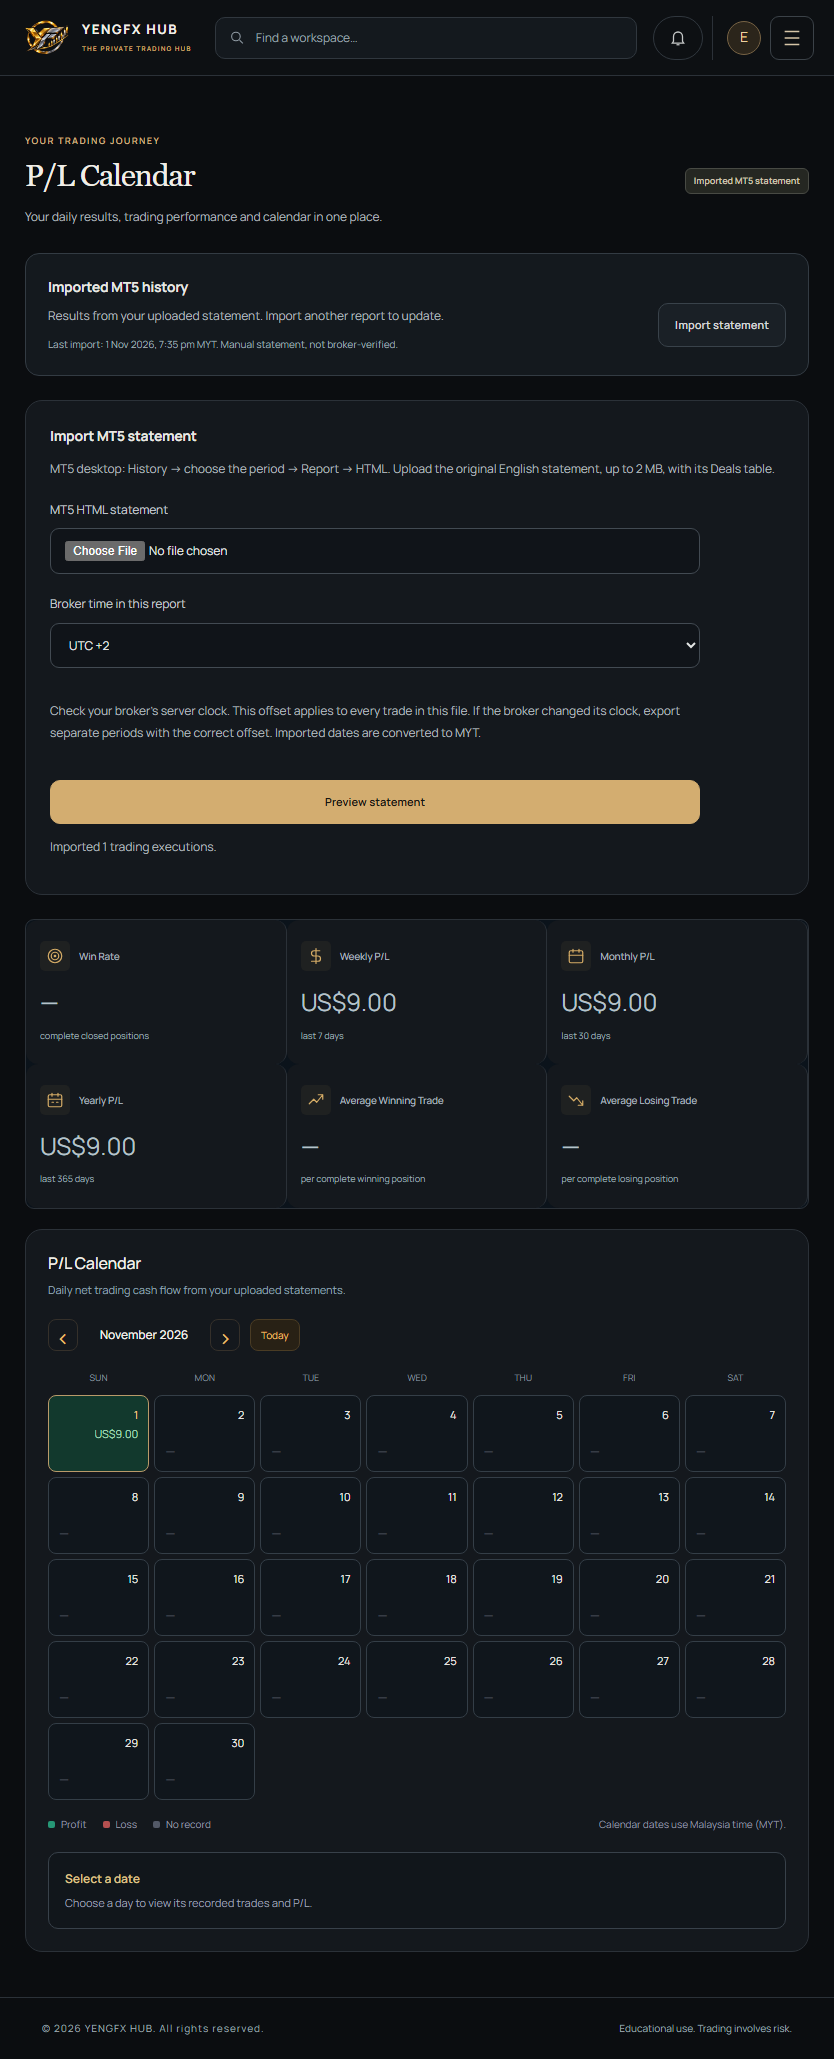 YENGFX HUB
THE PRIVATE TRADING HUB
Find a workspace...
E
YOUR TRADING JOURNEY
P/L Calendar
Imported MT5 statement
Your daily results, trading performance and calendar in one place.
Imported MT5 history
Results from your uploaded statement. Import another report to update.
Import statement
Last import: 1 Nov 2026, 7:35 pm MYT. Manual statement, not broker-verified.
Import MT5 statement
MT5 desktop: History → choose the period → Report → HTML. Upload the original English statement, up to 2 MB, with its Deals table.
MT5 HTML statement
Choose File No file chosen
Broker time in this report
UTC +2
Check your broker's server clock. This offset applies to every trade in this file. If the broker changed its clock, export
separate periods with the correct offset. Imported dates are converted to MYT.
Preview statement
Imported 1 trading executions.
Win Rate
—
complete closed positions
Weekly P/L
US$9.00
last 7 days
Monthly P/L
US$9.00
last 30 days
Yearly P/L
US$9.00
last 365 days
Average Winning Trade
—
per complete winning position
Average Losing Trade
—
per complete losing position
P/L Calendar
Daily net trading cash flow from your uploaded statements.
November 2026 Today
SUN MON TUE WED THU FRI SAT
1 2 3 4 5 6 7
US$9.00 — — — — — —
8 9 10 11 12 13 14
— — — — — — —
15 16 17 18 19 20 21
— — — — — — —
22 23 24 25 26 27 28
— — — — — — —
29 30
— —
Profit Loss No record
Calendar dates use Malaysia time (MYT).
Select a date
Choose a day to view its recorded trades and P/L.
© 2026 YENGFX HUB. All rights reserved.
Educational use. Trading involves risk.